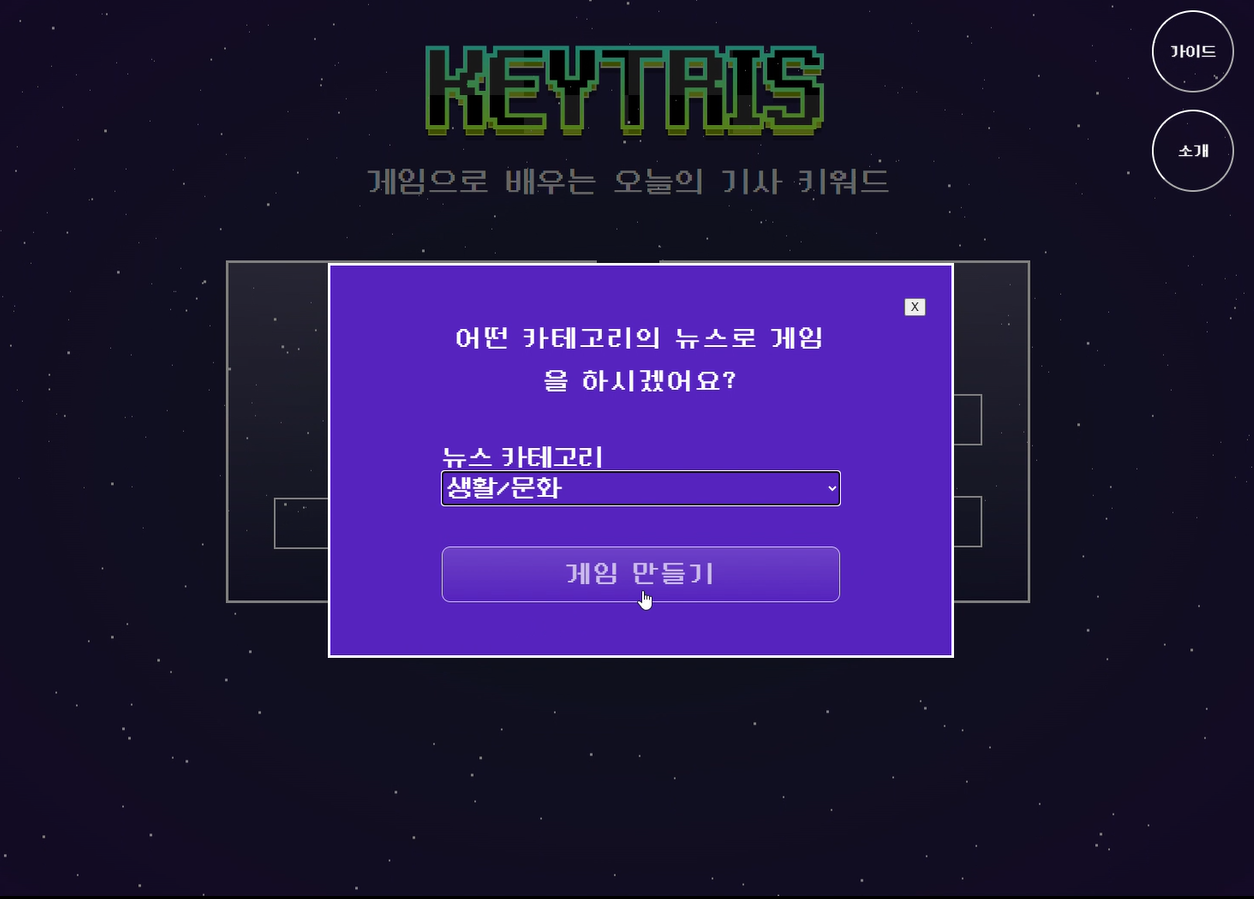 KEYTRIS
게임으로 배우는 오늘의 기사 키워드
가이드
소개
X
어떤 카테고리의 뉴스로 게임
을 하시겠어요?
뉴스 카테고리
생활/문화
게임 만들기